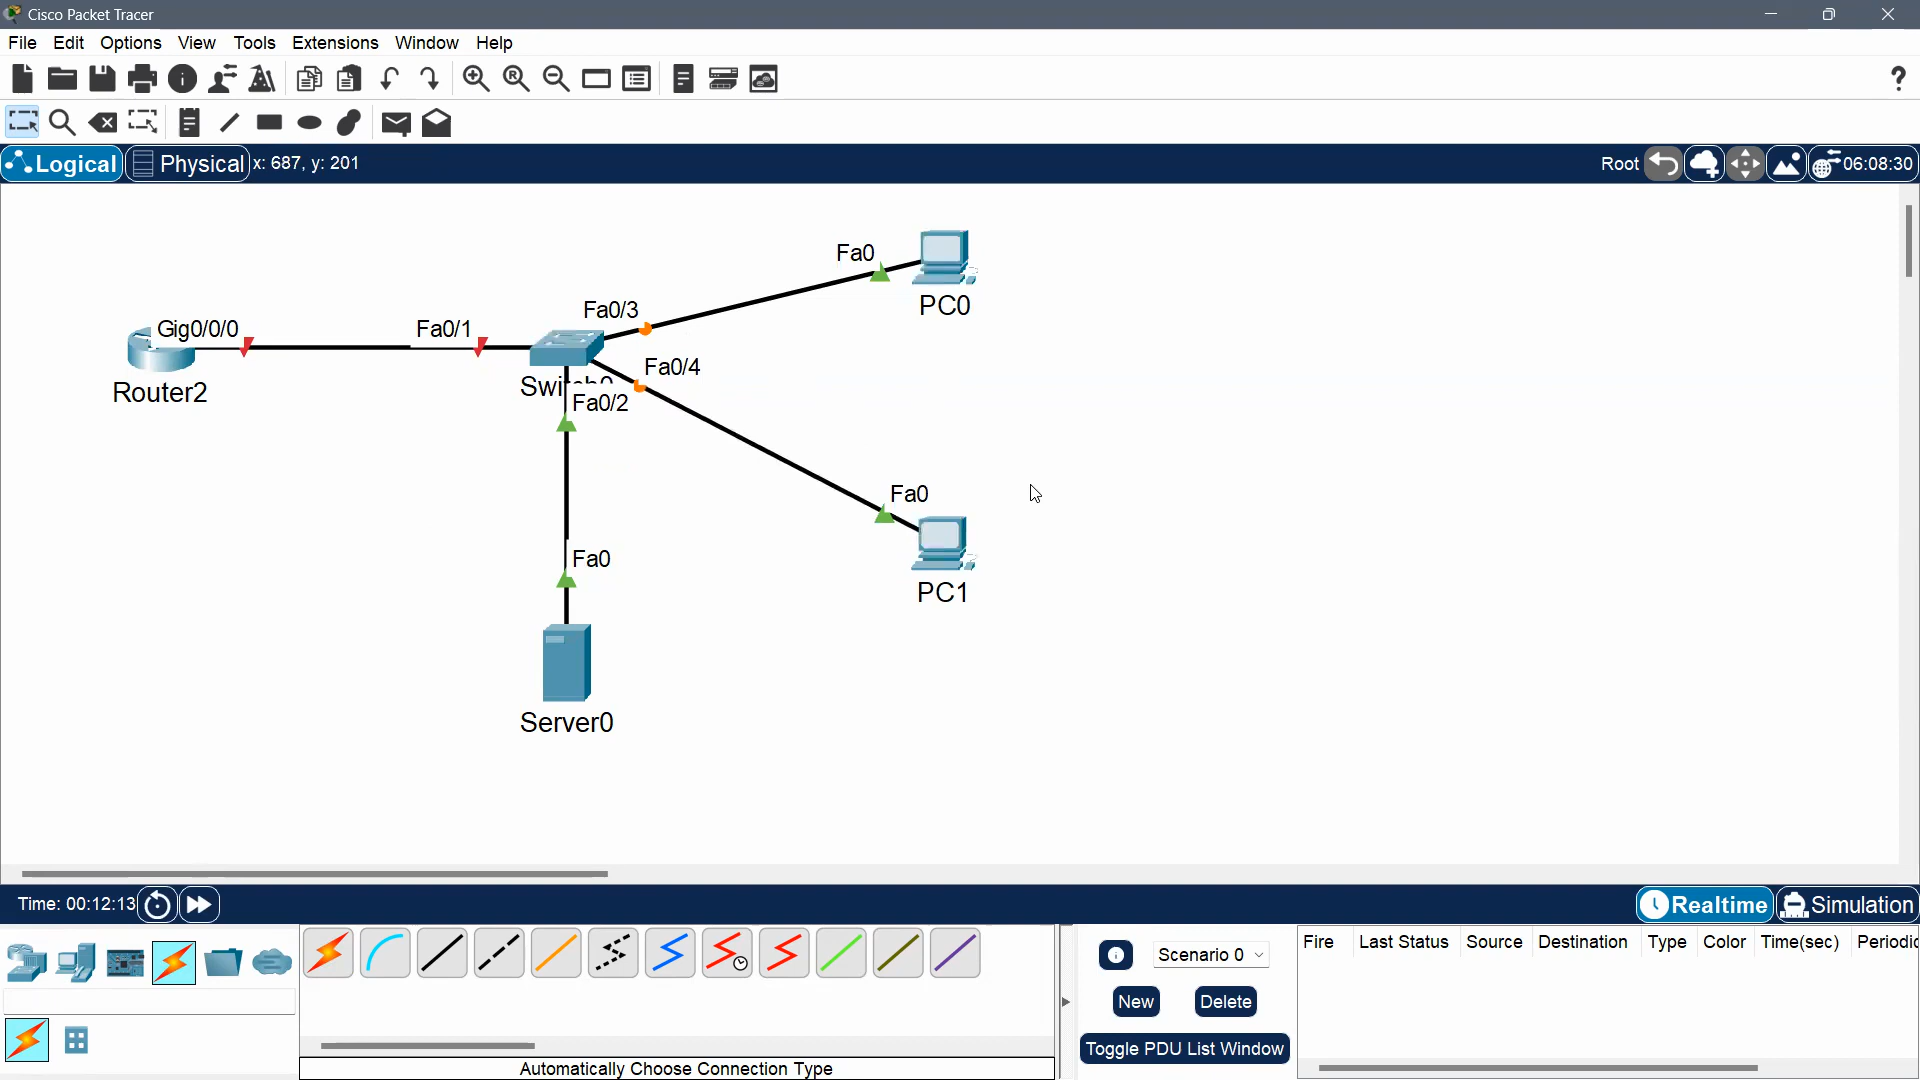 Cisco Packet Tracer
File Edit Options View Tools Extensions Window Help
Logical Physical x: 687, y: 201 Root 06:08:30
Fa0
PC0
Fa0/3
Gig0/0/0 Fa0/1
Fa0/4
Router2
Switch0
Fa0/2
Fa0
PC1
Fa0
Server0
Time: 00:12:13 Realtime Simulation
Scenario 0
New Delete
Toggle PDU List Window
Fire Last Status Source Destination Type Color Time(sec) Periodic
Automatically Choose Connection Type